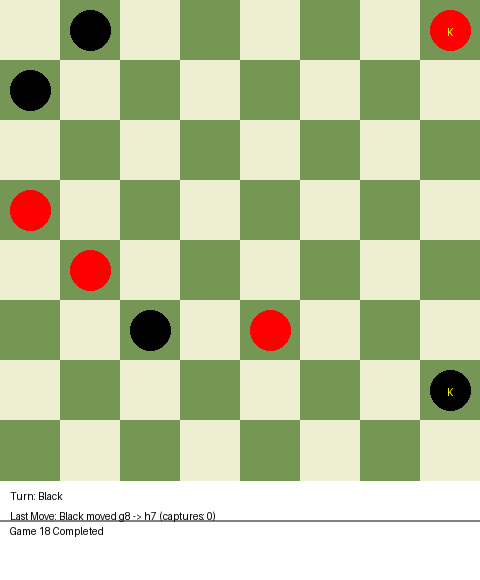 K
K
Turn: Black
Last Move: Black moved g8 -> h7 (captures: 0)
Game 18 Completed